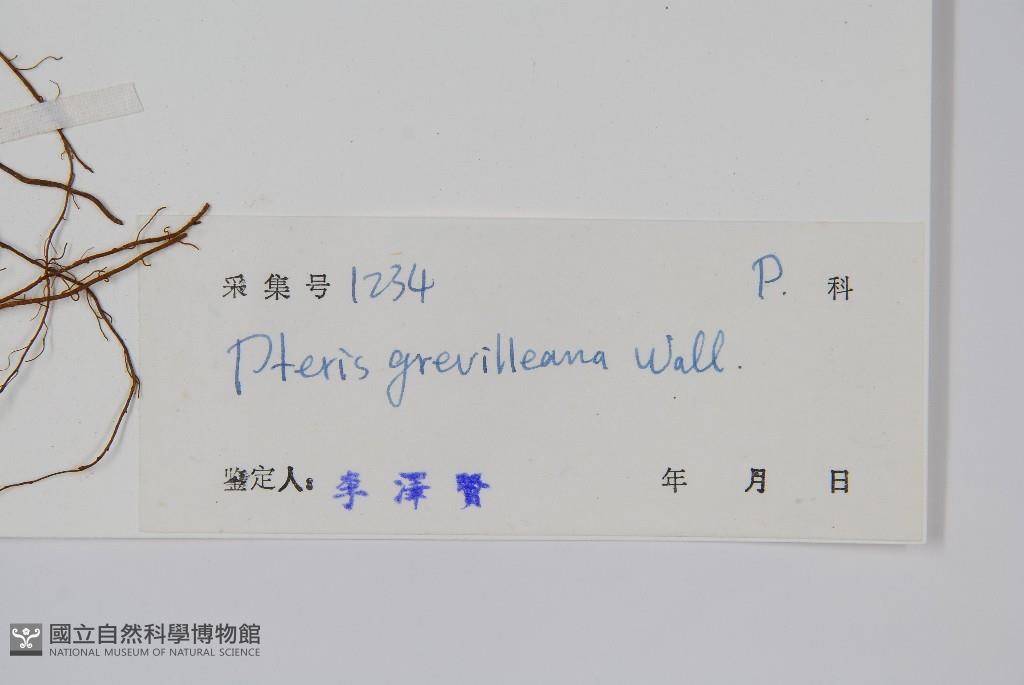 采集号 1234 P. 科
Pteris grevilleana Wall.
鉴定人: 李澤賢 年 月 日
國立自然科學博物館
NATIONAL MUSEUM OF NATURAL SCIENCE